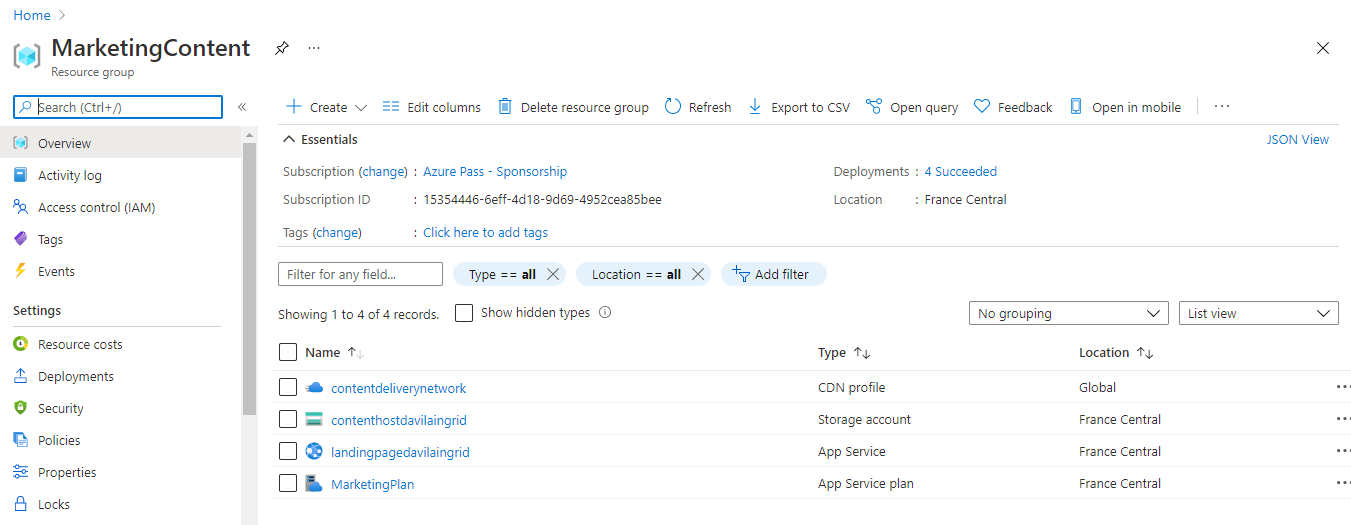 Home >
MarketingContent ...
Resource group
Search (Ctrl+/) «
Overview
Activity log
Access control (IAM)
Tags
Events
Settings
Resource costs
Deployments
Security
Policies
Properties
Locks
Create Edit columns Delete resource group Refresh Export to CSV Open query Feedback Open in mobile ...
Essentials JSON View
Subscription (change) : Azure Pass - Sponsorship Deployments : 4 Succeeded
Subscription ID : 15354446-6eff-4d18-9d69-4952cea85bee Location : France Central
Tags (change) : Click here to add tags
Filter for any field... Type == all Location == all Add filter
Showing 1 to 4 of 4 records. Show hidden types No grouping List view
Name ↑↓ Type ↑↓ Location ↑↓
contentdeliverynetwork CDN profile Global ...
contenthostdavilaingrid Storage account France Central ...
landingpagedavilaingrid App Service France Central ...
MarketingPlan App Service plan France Central ...